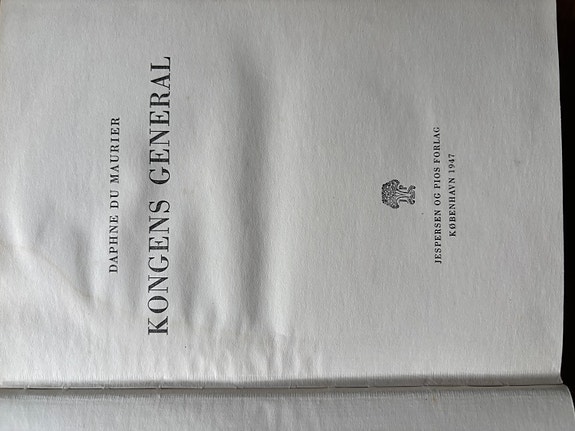 DAPHNE DU MAURIER
KONGENS GENERAL
JESPERSEN OG PIOS FORLAG
KØBENHAVN 1947